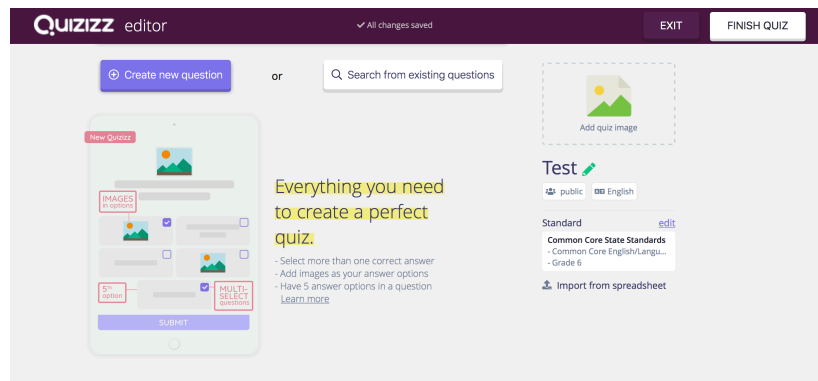 Quizizz editor
All changes saved
EXIT
FINISH QUIZ
Create new question
or
Search from existing questions
Add quiz image
New Quizizz
IMAGES
in options
5th
option
MULTI-
SELECT
questions
SUBMIT
Everything you need
to create a perfect
quiz.
- Select more than one correct answer
- Add images as your answer options
- Have 5 answer options in a question
Learn more
Test
public
English
Standard
edit
Common Core State Standards
- Common Core English/Langu...
- Grade 6
Import from spreadsheet